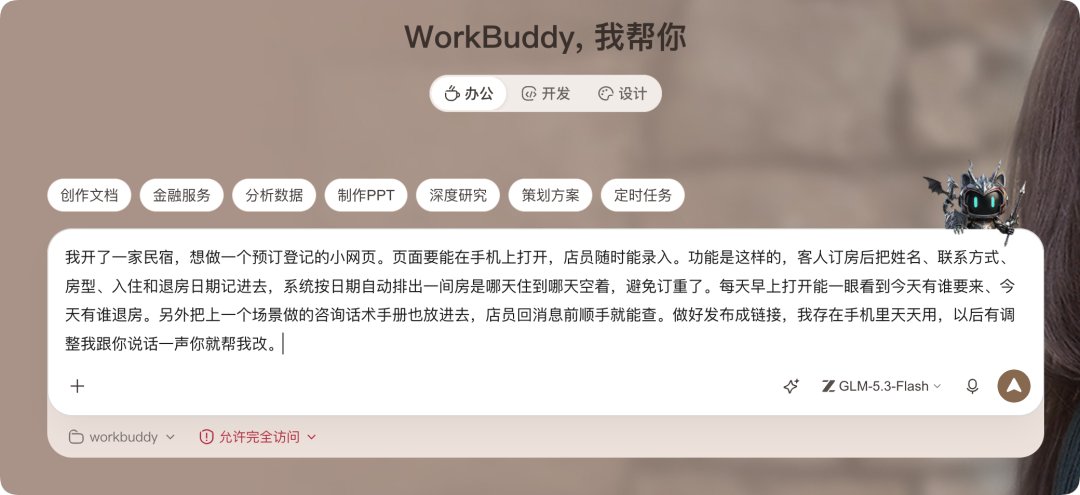 WorkBuddy, 我帮你
办公 开发 设计
创作文档 金融服务 分析数据 制作PPT 深度研究 策划方案 定时任务
我开了一家民宿，想做一个预订登记的小网页。页面要能在手机上打开，店员随时能录入。功能是这样的，客人订房后把姓名、联系方式、
房型、入住和退房日期记进去，系统按日期自动排出一间房是哪天住到哪天空着，避免订重了。每天早上打开能一眼看到今天有谁要来、今
天有谁退房。另外把上一个场景做的咨询话术手册也放进去，店员回消息前顺手就能查。做好发布成链接，我存在手机里天天用，以后有调
整我跟你说话一声你就帮我改。
GLM-5.3-Flash
workbuddy 允许完全访问